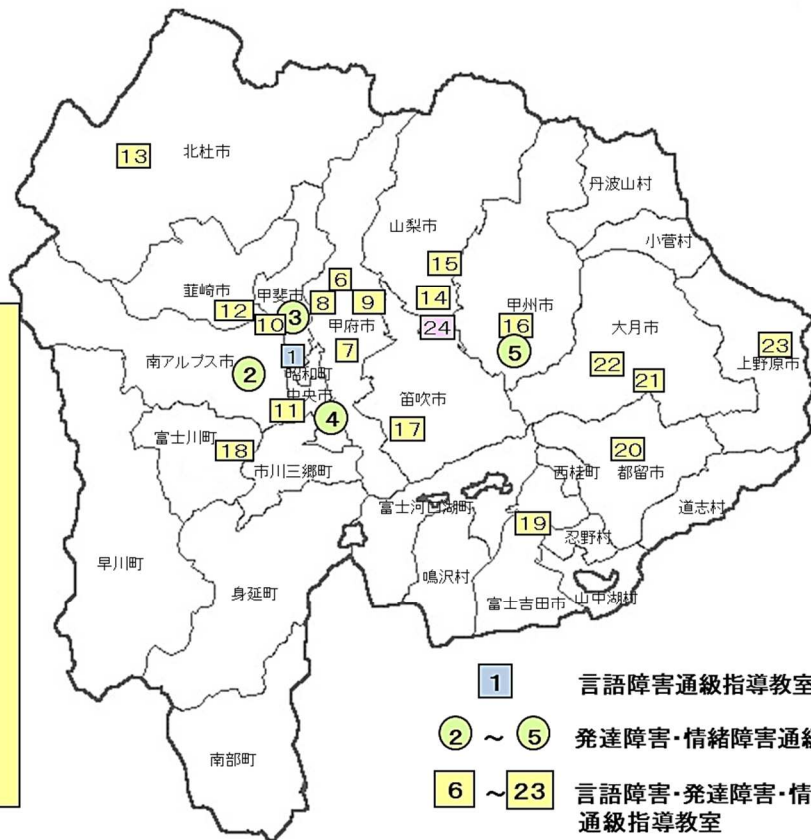 13
北杜市
丹波山村
山梨市
小菅村
15
6
韮崎市
甲斐市
14
12
8
9
甲州市
10
3
甲府市
24
16
大月市
1
7
5
23
南アルプス市
昭和町
22
上野原市
2
中央市
笛吹市
21
11
4
17
富士川町
18
市川三郷町
20
西桂町
都留市
富士河口湖町
道志村
19
忍野村
早川町
鳴沢村
身延町
富士吉田市
山中湖村
1 言語障害通級指導教室
2 ～ 5 発達障害・情緒障害通級
南部町
6 ～ 23 言語障害・発達障害・情
通級指導教室